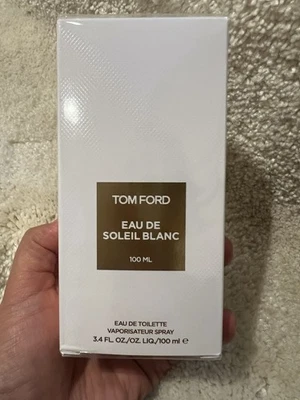 TOM FORD
EAU DE
SOLEIL BLANC
100 ML
EAU DE TOILETTE
VAPORISATEUR SPRAY
3.4 FL. OZ./OZ. LIQ./100 ml e